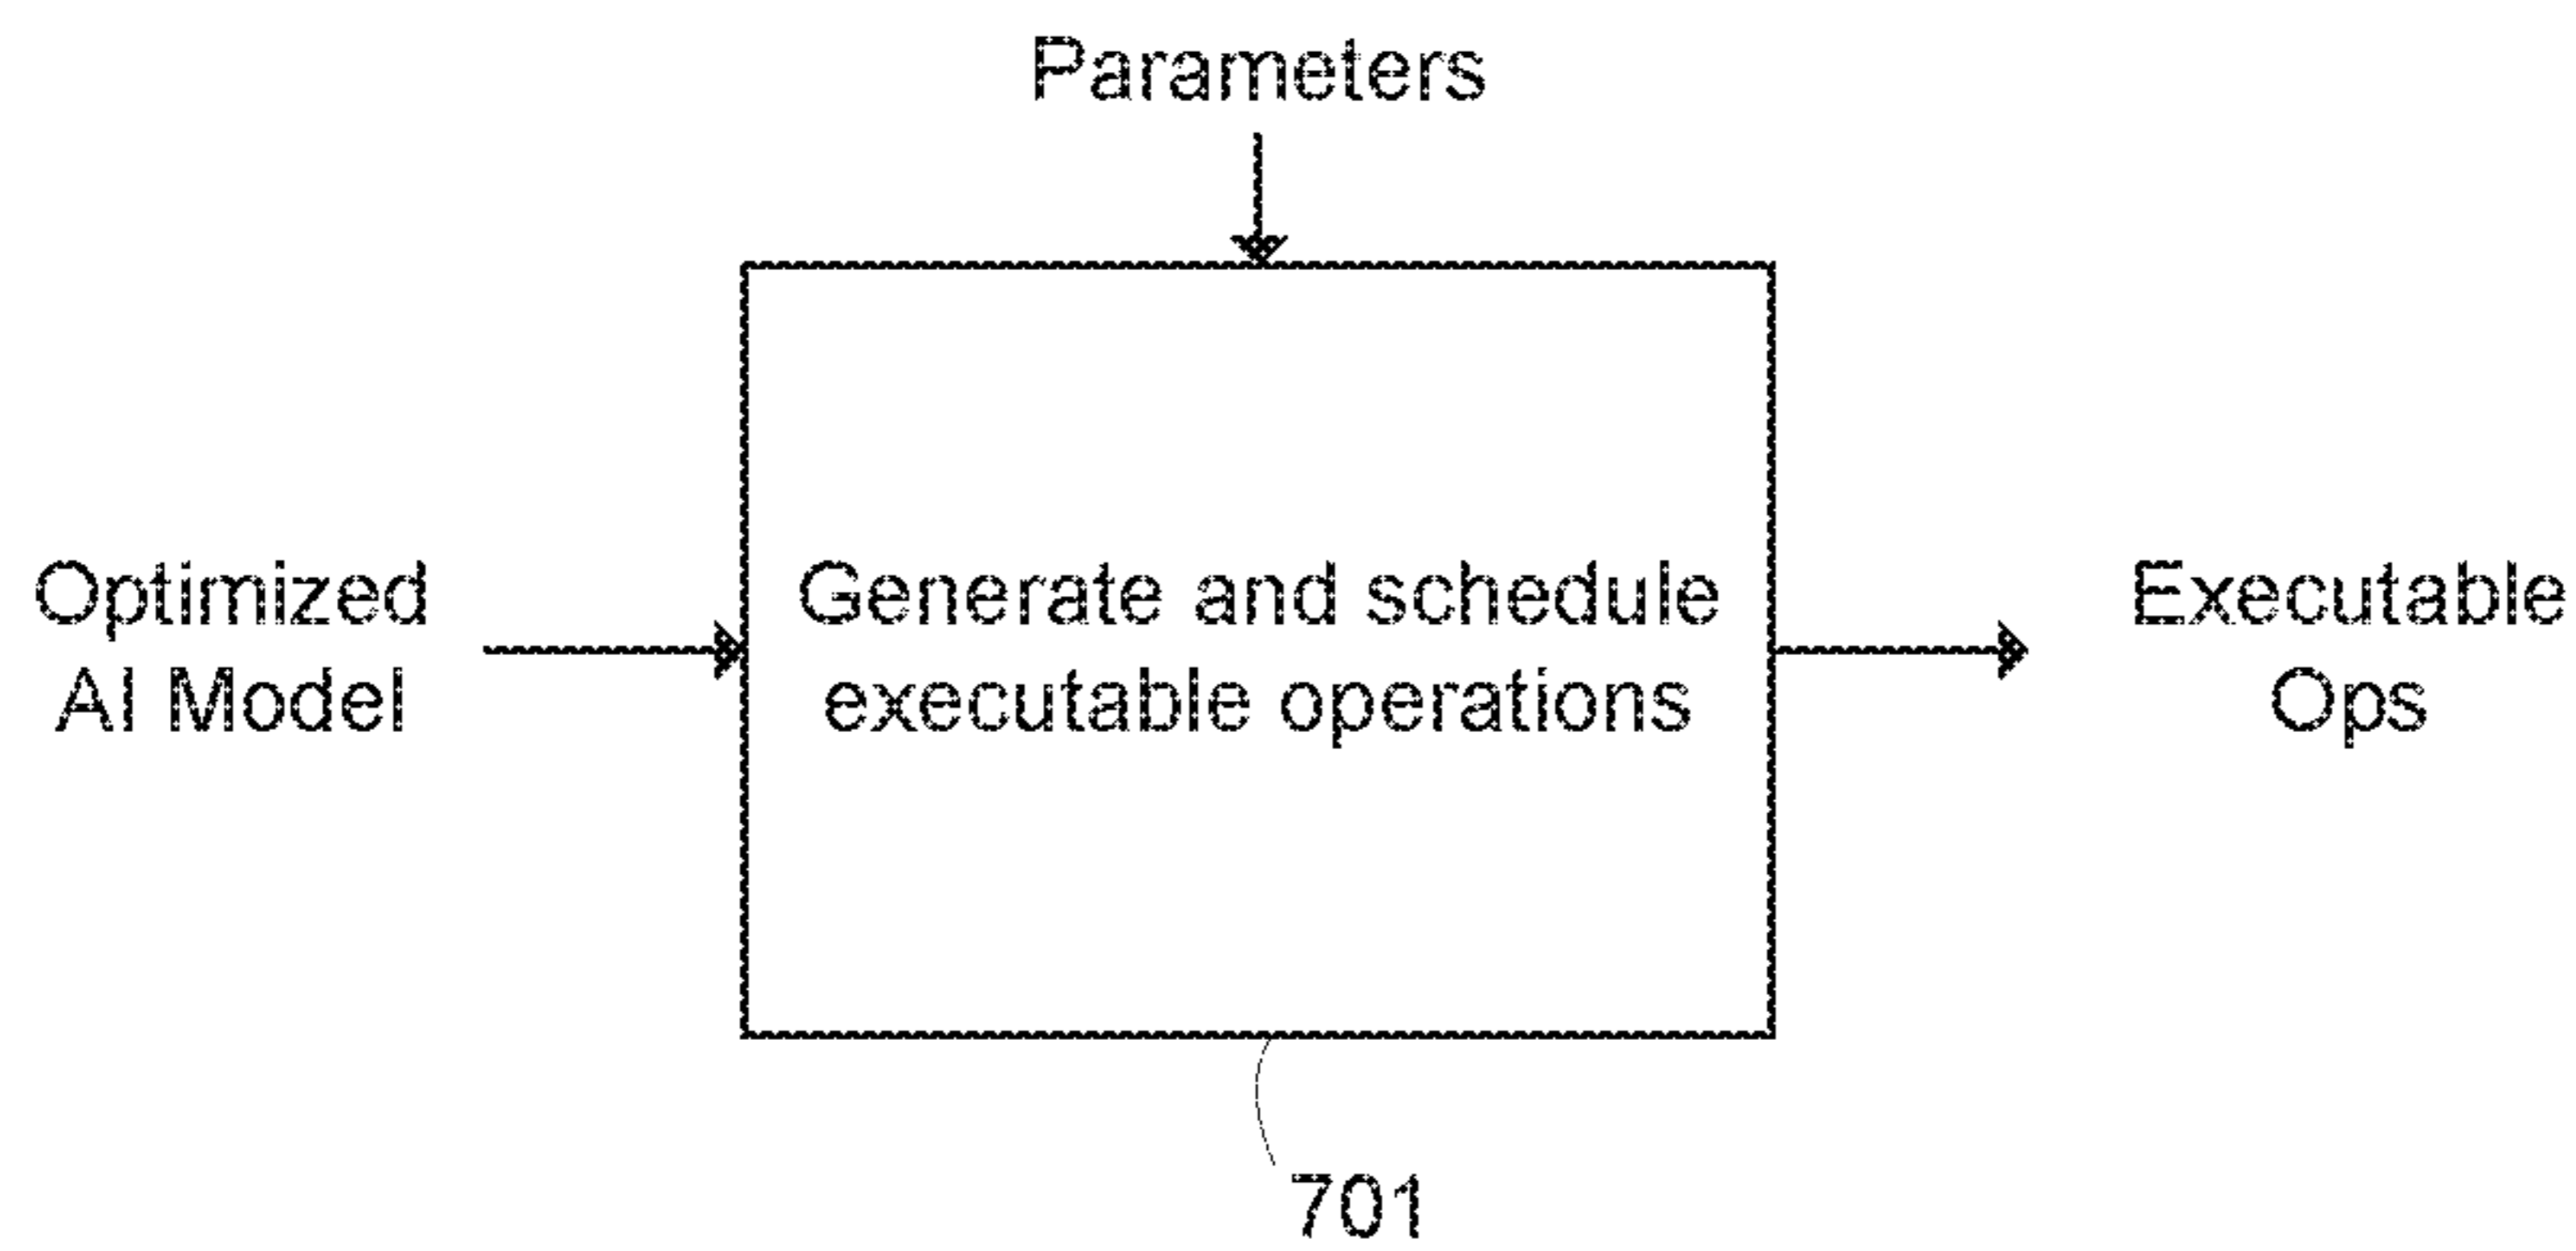 Parameters
Optimized
AI Model
Generate and schedule
executable operations
Executable
Ops
701